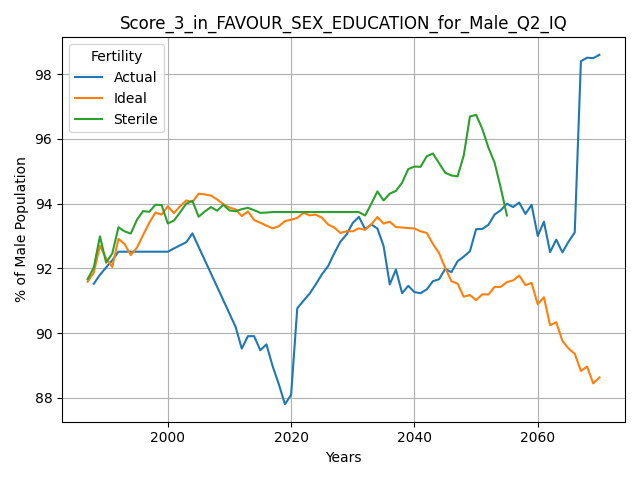 Score_3_in_FAVOUR_SEX_EDUCATION_for_Male_Q2_IQ
Fertility
Actual
Ideal
Sterile
% of Male Population
98
96
94
92
90
88
2000 2020 2040 2060
Years